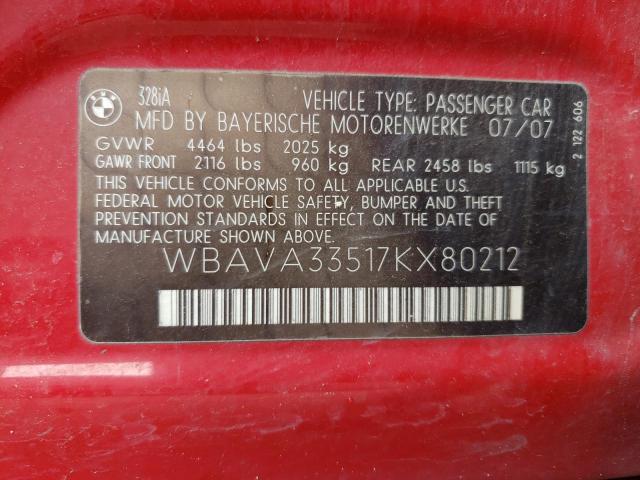 BMW
328iA
VEHICLE TYPE: PASSENGER CAR
MFD BY BAYERISCHE MOTORENWERKE 07/07
GVWR 4464 lbs 2025 kg
GAWR FRONT 2116 lbs 960 kg REAR 2458 lbs 1115 kg
THIS VEHICLE CONFORMS TO ALL APPLICABLE U.S.
FEDERAL MOTOR VEHICLE SAFETY, BUMPER AND THEFT
PREVENTION STANDARDS IN EFFECT ON THE DATE OF
MANUFACTURE SHOWN ABOVE.
WBAVA33517KX80212
2 122 606